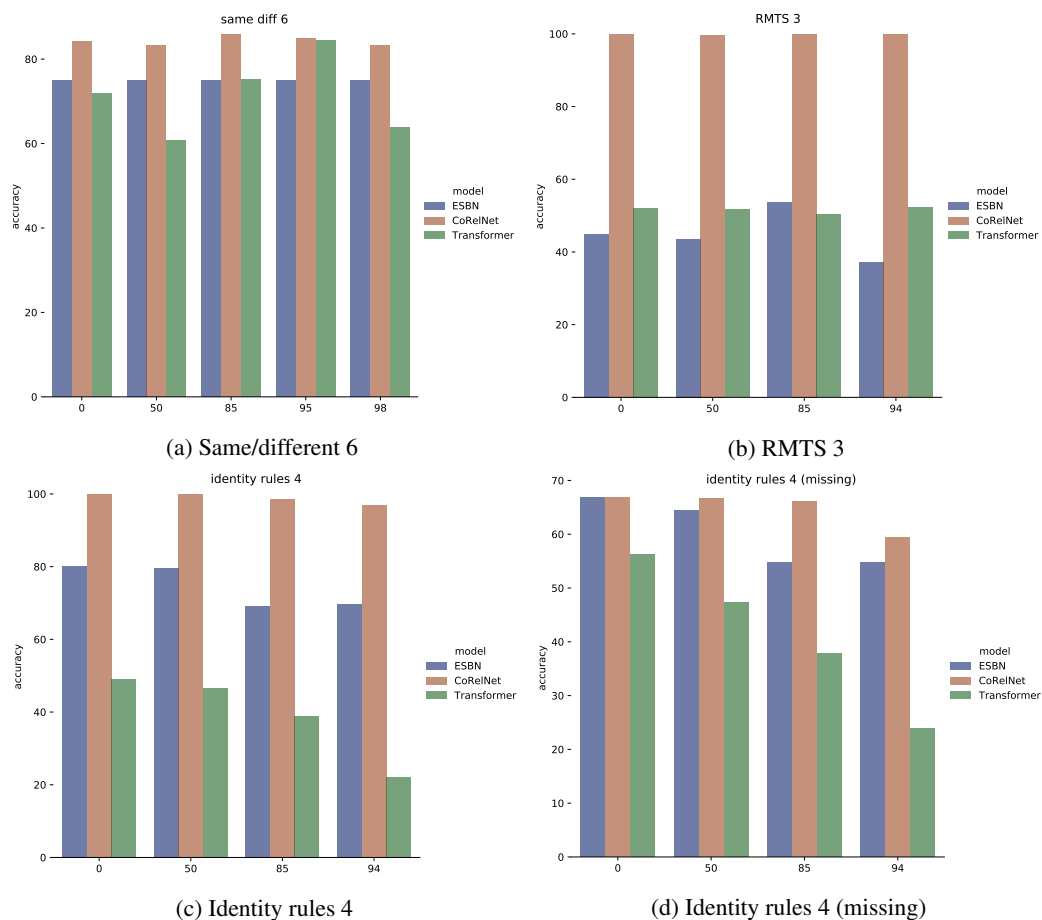 same diff 6
80
60
40
20
0
accuracy
0 50 85 95 98
model
ESBN
CoRelNet
Transformer
(a) Same/different 6
RMTS 3
100
80
60
40
20
0
accuracy
0 50 85 94
model
ESBN
CoRelNet
Transformer
(b) RMTS 3
identity rules 4
100
80
60
40
20
0
accuracy
0 50 85 94
model
ESBN
CoRelNet
Transformer
(c) Identity rules 4
identity rules 4 (missing)
70
60
50
40
30
20
10
0
accuracy
0 50 85 94
model
ESBN
CoRelNet
Transformer
(d) Identity rules 4 (missing)